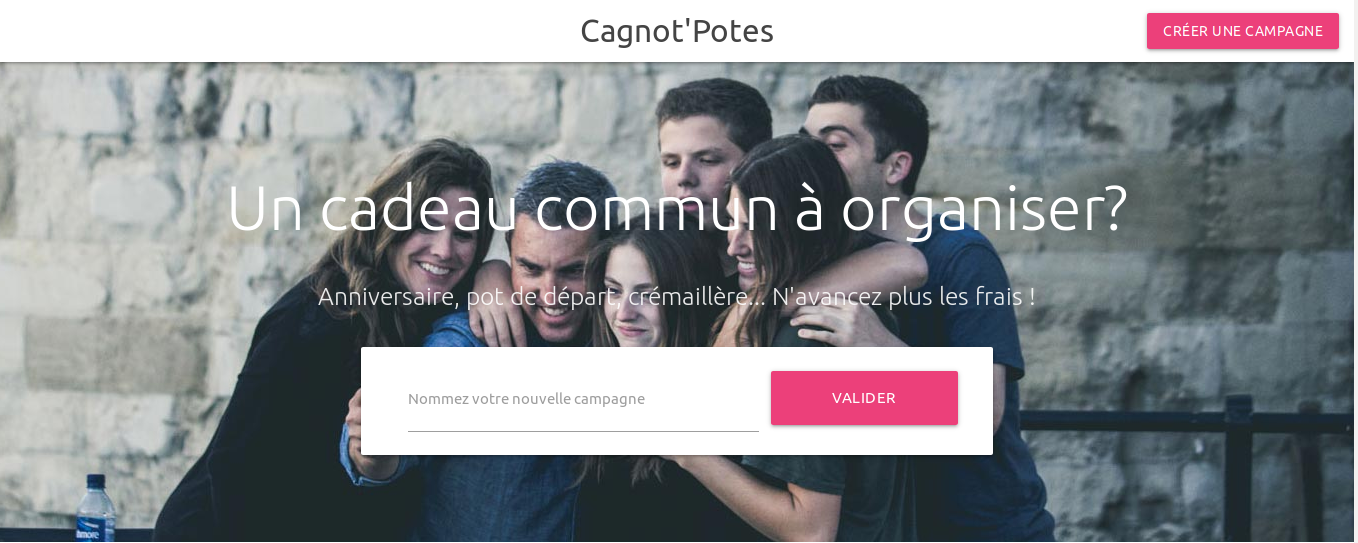 Cagnot'Potes
CRÉER UNE CAMPAGNE
Un cadeau commun à organiser?
Anniversaire, pot de départ, crémaillère... N'avancez plus les frais !
Nommez votre nouvelle campagne
VALIDER